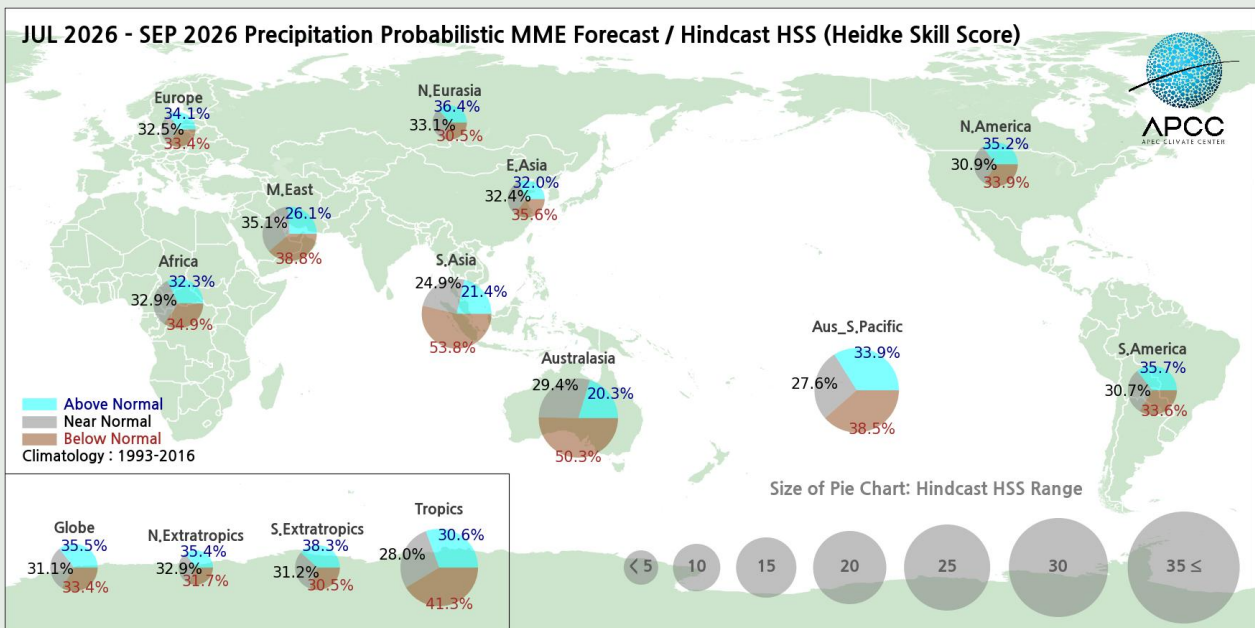 JUL 2026 - SEP 2026 Precipitation Probabilistic MME Forecast / Hindcast HSS (Heidke Skill Score)
APCC
APEC CLIMATE CENTER
Europe
34.1%
32.5%
33.4%
N.Eurasia
36.4%
33.1%
30.5%
N.America
35.2%
30.9%
33.9%
E.Asia
32.0%
32.4%
35.6%
M.East
26.1%
35.1%
38.8%
Africa
32.3%
32.9%
34.9%
S.Asia
24.9%
21.4%
53.8%
Aus_S.Pacific
33.9%
27.6%
38.5%
S.America
35.7%
30.7%
33.6%
Australasia
29.4%
20.3%
50.3%
Above Normal
Near Normal
Below Normal
Climatology : 1993-2016
Size of Pie Chart: Hindcast HSS Range
< 5
10
15
20
25
30
35 ≤
Globe
35.5%
31.1%
33.4%
N.Extratropics
35.4%
32.9%
31.7%
S.Extratropics
38.3%
31.2%
30.5%
Tropics
30.6%
28.0%
41.3%